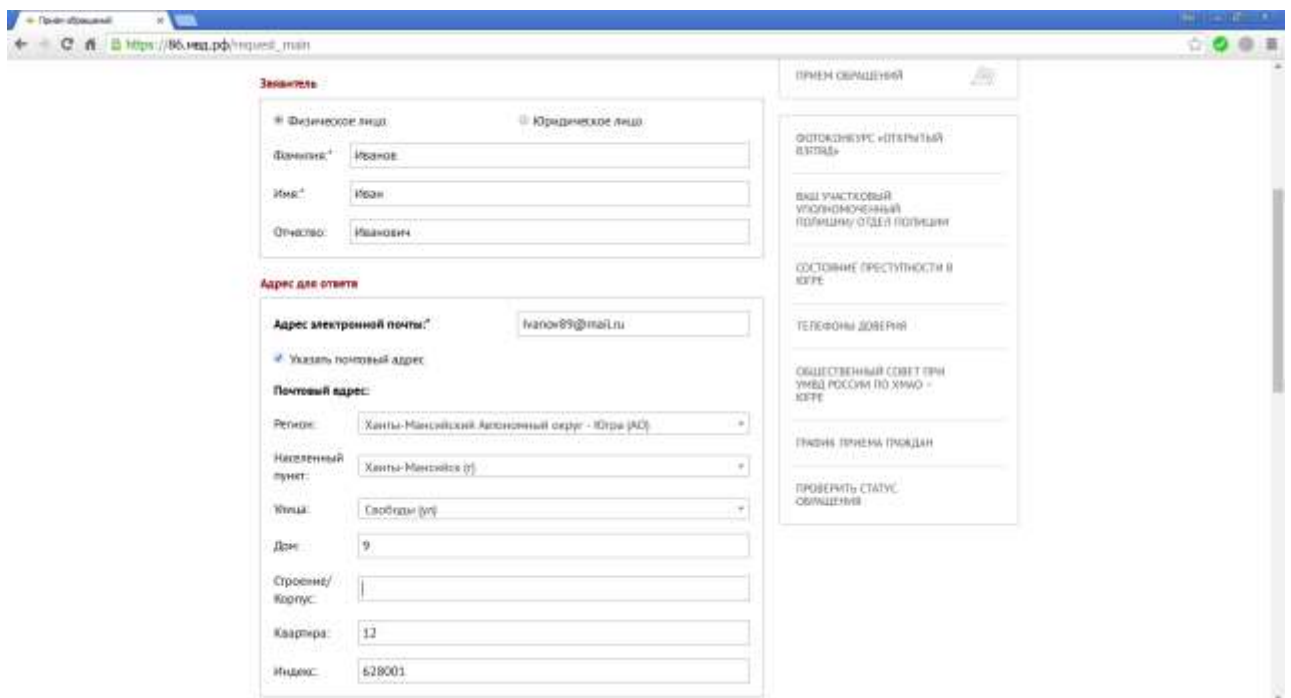 Прием обращений
https://86.мвд.рф/request_main
Заявитель
Физическое лицо
Юридическое лицо
Фамилия:*
Иванов
Имя:*
Иван
Отчество:
Иванович
Адрес для ответа
Адрес электронной почты:*
Ivanov89@mail.ru
Указать почтовый адрес
Почтовый адрес:
Регион:
Ханты-Мансийский Автономный округ - Югра (АО)
Населенный
пункт:
Ханты-Мансийск (г)
Улица:
Свободы (ул)
Дом:
9
Строение/
Корпус:
Квартира:
12
Индекс:
628001
ПРИЕМ ОБРАЩЕНИЙ
ФОТОКОНКУРС «ОТКРЫТЫЙ
ВЗГЛЯД»
ВАШ УЧАСТКОВЫЙ
УПОЛНОМОЧЕННЫЙ
ПОЛИЦИИ/ ОТДЕЛ ПОЛИЦИИ
СОСТОЯНИЕ ПРЕСТУПНОСТИ В
ЮГРЕ
ТЕЛЕФОНЫ ДОВЕРИЯ
ОБЩЕСТВЕННЫЙ СОВЕТ ПРИ
УМВД РОССИИ ПО ХМАО –
ЮГРЕ
ГРАФИК ПРИЕМА ГРАЖДАН
ПРОВЕРИТЬ СТАТУС
ОБРАЩЕНИЯ